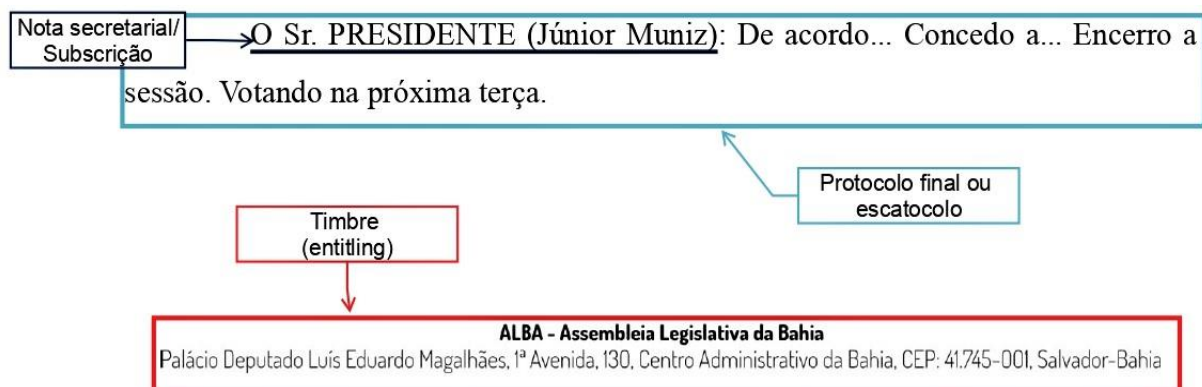 Nota secretarial/
Subscrição
O Sr. PRESIDENTE (Júnior Muniz): De acordo... Concedo a... Encerro a
sessão. Votando na próxima terça.
Protocolo final ou
escatocolo
Timbre
(entitling)
ALBA - Assembleia Legislativa da Bahia
Palácio Deputado Luís Eduardo Magalhães, 1ª Avenida, 130, Centro Administrativo da Bahia, CEP: 41.745-001, Salvador-Bahia